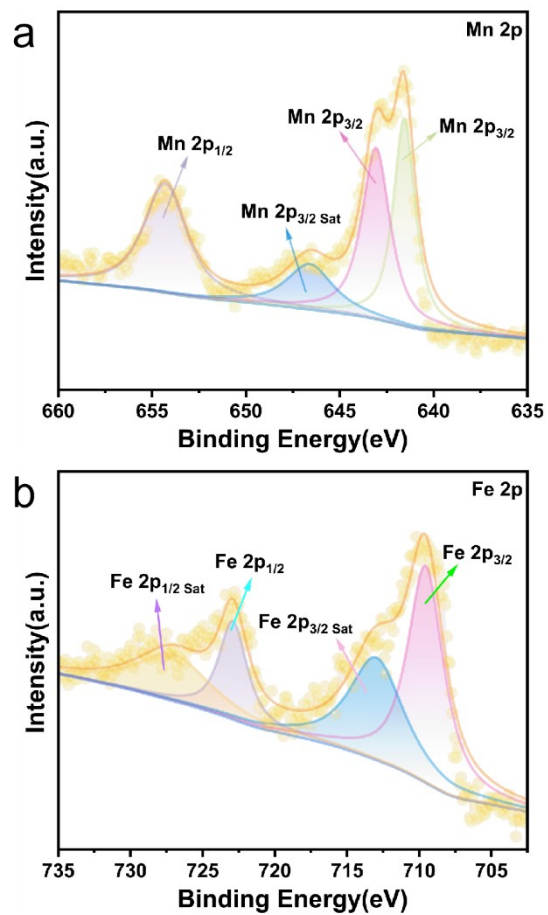 a
Mn 2p
Mn 2p3/2
Mn 2p3/2
Mn 2p1/2
Mn 2p3/2 Sat
Intensity(a.u.)
660 655 650 645 640 635
Binding Energy(eV)
b
Fe 2p
Fe 2p3/2
Fe 2p1/2
Fe 2p1/2 Sat
Fe 2p3/2 Sat
Intensity(a.u.)
735 730 725 720 715 710 705
Binding Energy(eV)